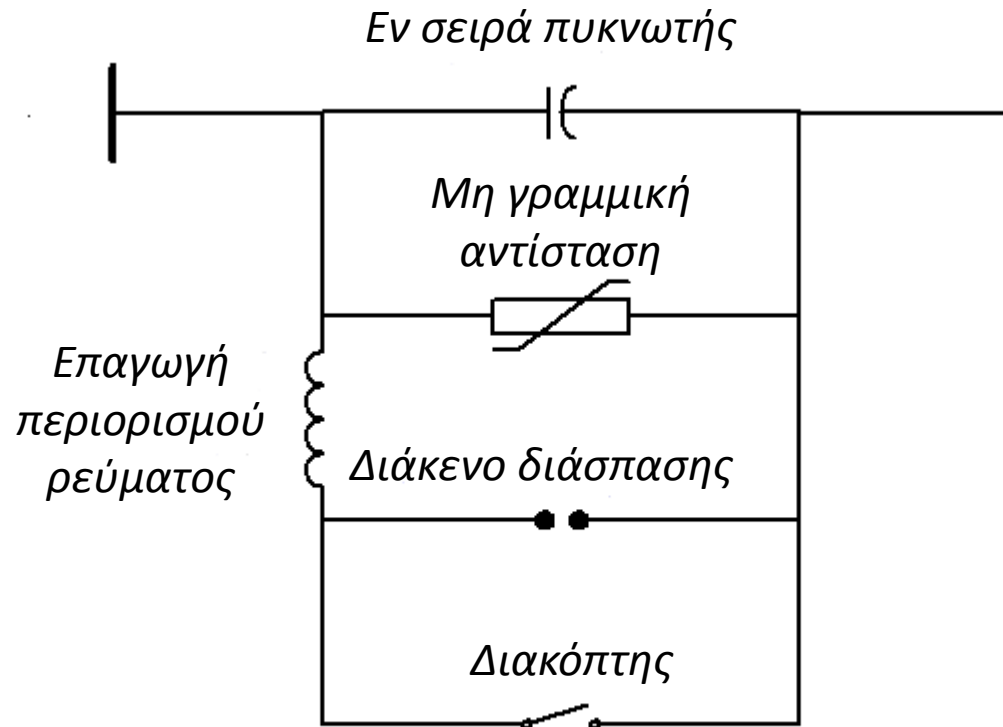 Εν σειρά πυκνωτής
Μη γραμμική
αντίσταση
Επαγωγή
περιορισμού
ρεύματος
Διάκενο διάσπασης
Διακόπτης